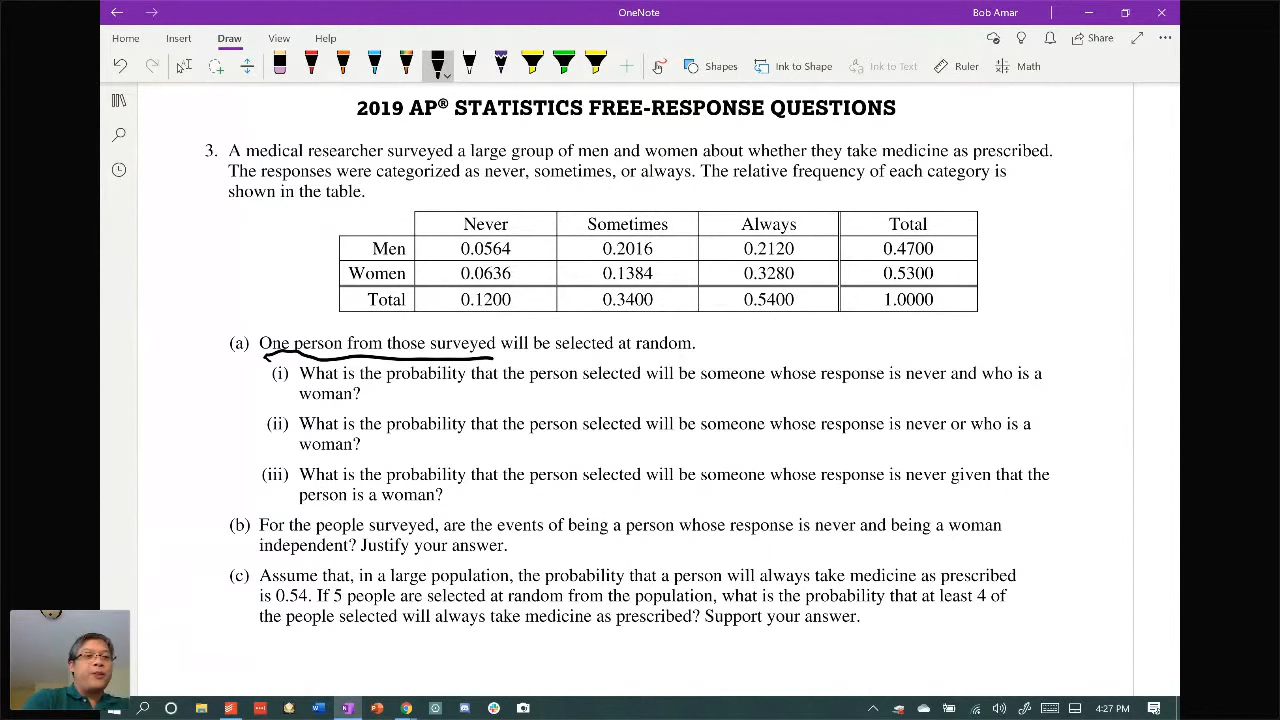 OneNote
Bob Amar
Home Insert Draw View Help
Share
Shapes Ink to Shape Ink to Text Ruler Math
2019 AP® STATISTICS FREE-RESPONSE QUESTIONS
3. A medical researcher surveyed a large group of men and women about whether they take medicine as prescribed.
The responses were categorized as never, sometimes, or always. The relative frequency of each category is
shown in the table.
Never Sometimes Always Total
Men 0.0564 0.2016 0.2120 0.4700
Women 0.0636 0.1384 0.3280 0.5300
Total 0.1200 0.3400 0.5400 1.0000
(a) One person from those surveyed will be selected at random.
(i) What is the probability that the person selected will be someone whose response is never and who is a
woman?
(ii) What is the probability that the person selected will be someone whose response is never or who is a
woman?
(iii) What is the probability that the person selected will be someone whose response is never given that the
person is a woman?
(b) For the people surveyed, are the events of being a person whose response is never and being a woman
independent? Justify your answer.
(c) Assume that, in a large population, the probability that a person will always take medicine as prescribed
is 0.54. If 5 people are selected at random from the population, what is the probability that at least 4 of
the people selected will always take medicine as prescribed? Support your answer.
4:27 PM